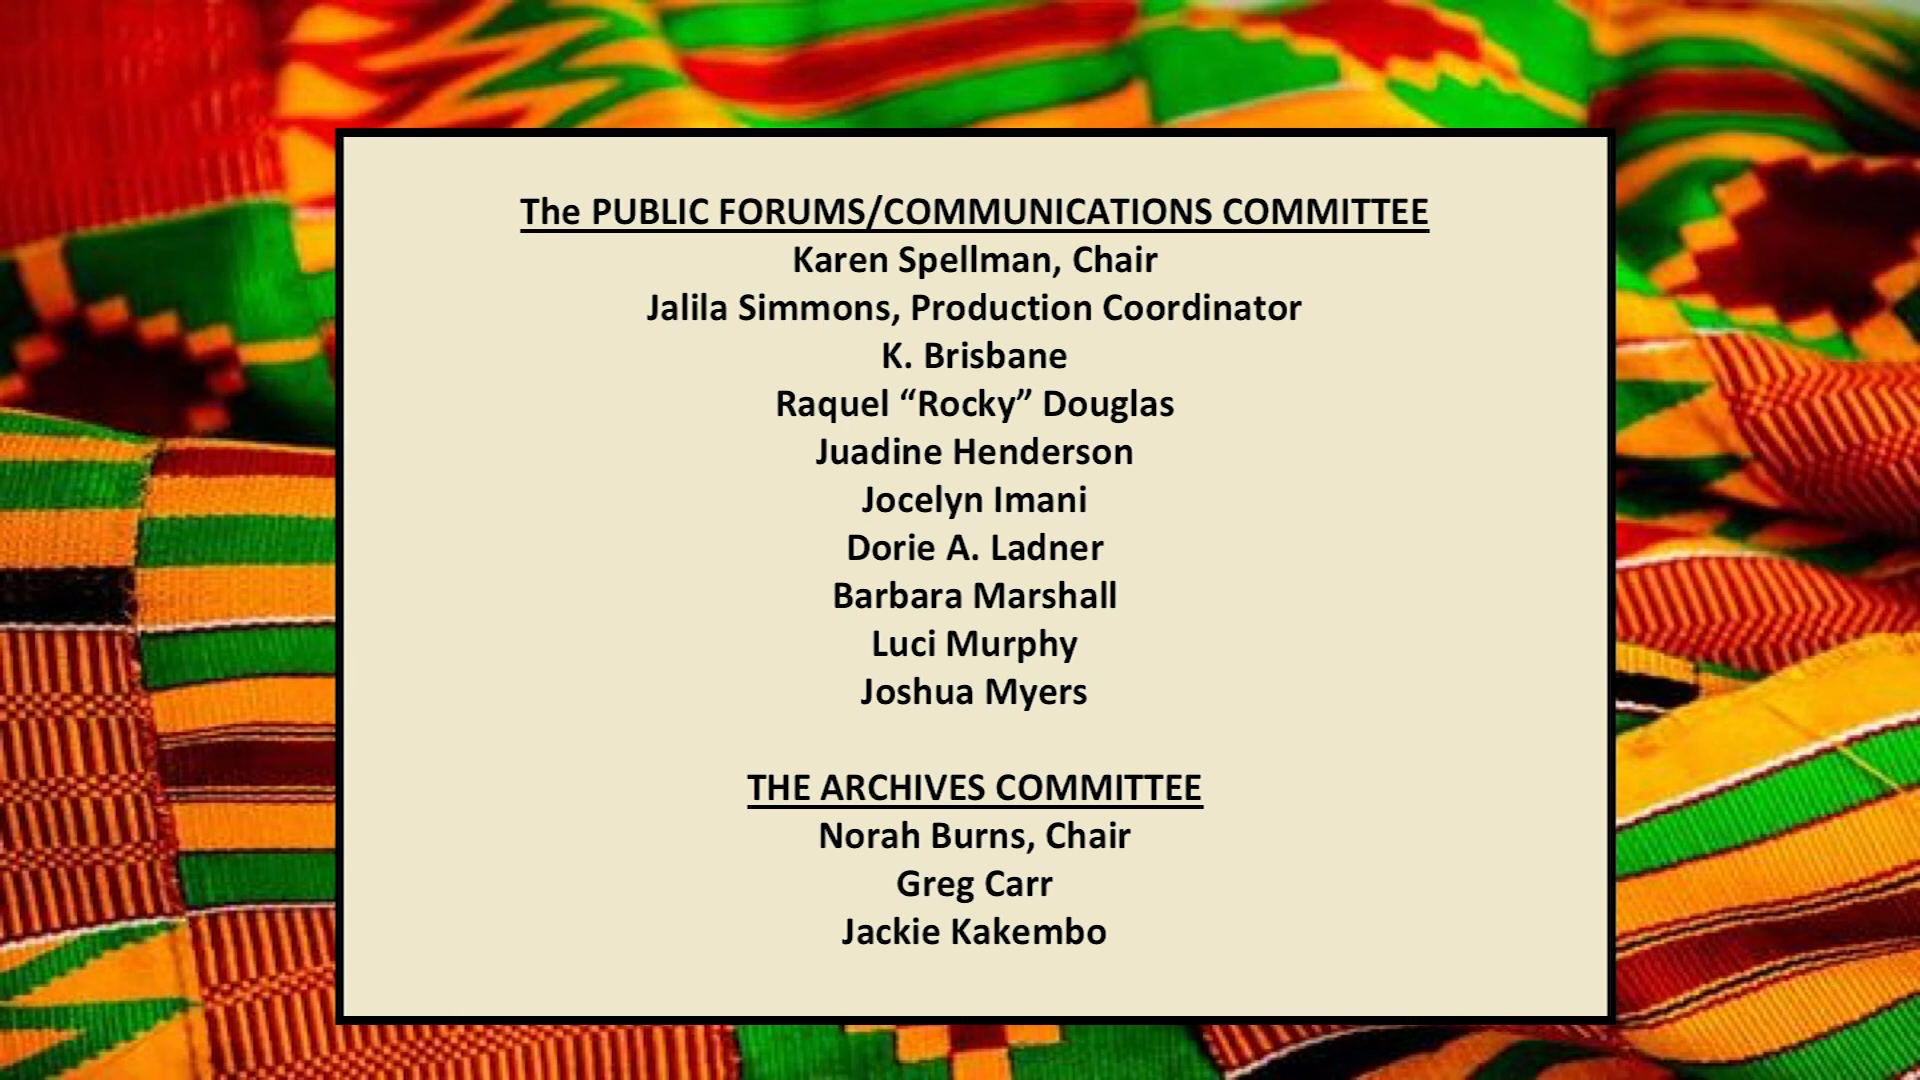 The PUBLIC FORUMS/COMMUNICATIONS COMMITTEE
Karen Spellman, Chair
Jalila Simmons, Production Coordinator
K. Brisbane
Raquel “Rocky” Douglas
Juadine Henderson
Jocelyn Imani
Dorie A. Ladner
Barbara Marshall
Luci Murphy
Joshua Myers
THE ARCHIVES COMMITTEE
Norah Burns, Chair
Greg Carr
Jackie Kakembo